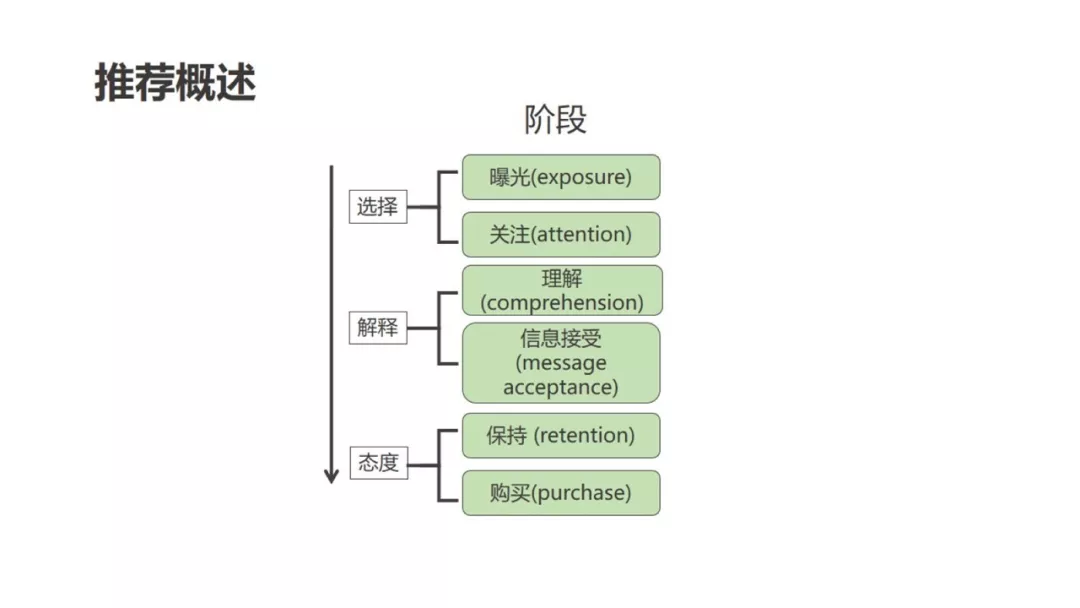 推荐概述
阶段
选择
曝光(exposure)
关注(attention)
解释
理解
(comprehension)
信息接受
(message
acceptance)
态度
保持 (retention)
购买(purchase)